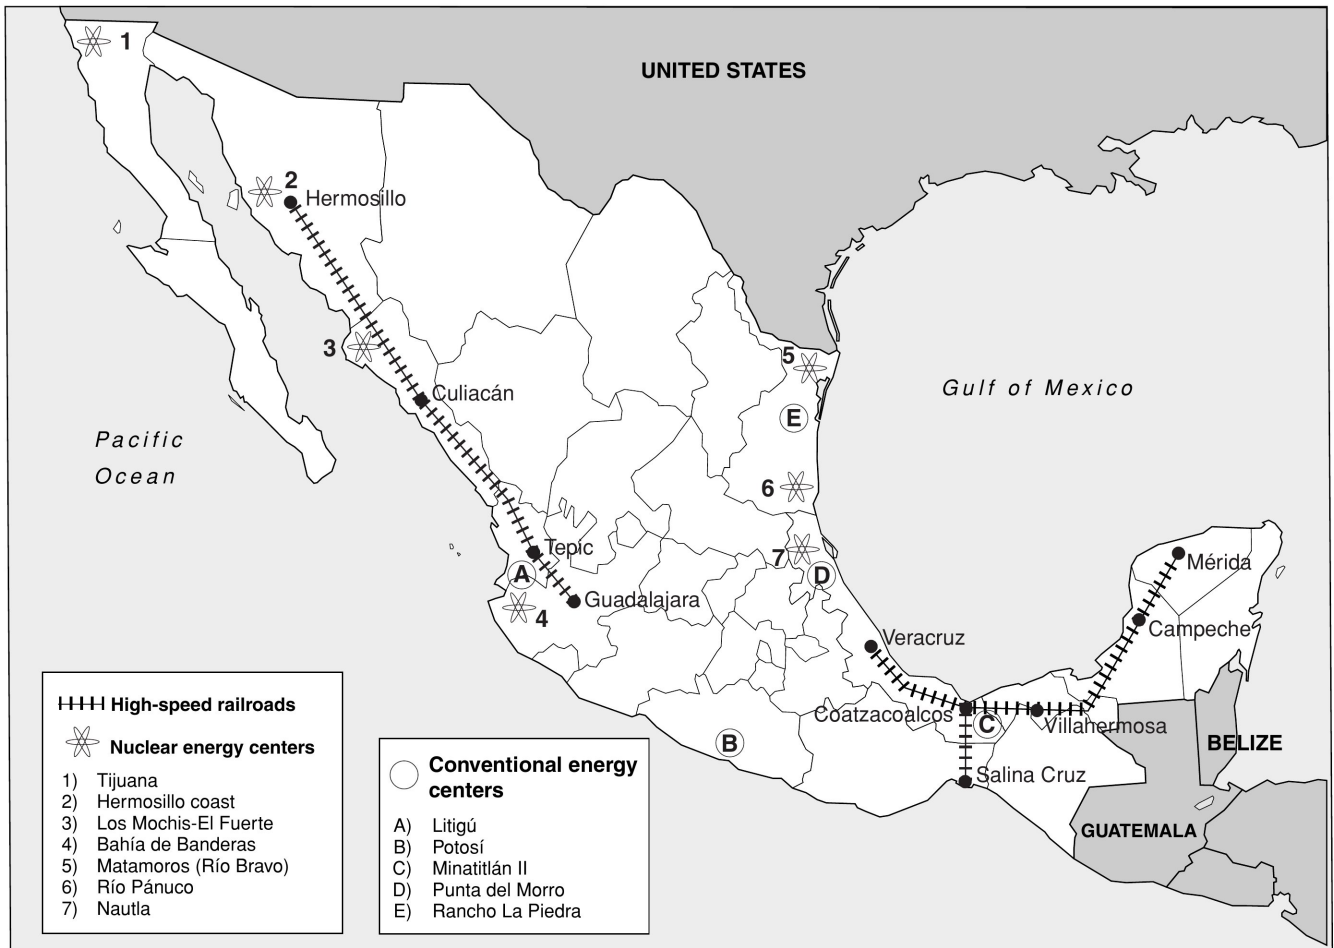 1
UNITED STATES
2
Hermosillo
3
5
Culiacán
E
Gulf of Mexico
Pacific
Ocean
6
Tepic
7
A
D
Mérida
Guadalajara
4
Campeche
Veracruz
Coatzacoalcos
C
Villahermosa
B
BELIZE
Salina Cruz
GUATEMALA
High-speed railroads
Nuclear energy centers
1) Tijuana
2) Hermosillo coast
3) Los Mochis-El Fuerte
4) Bahía de Banderas
5) Matamoros (Río Bravo)
6) Río Pánuco
7) Nautla
Conventional energy
centers
A) Litigú
B) Potosí
C) Minatitlán II
D) Punta del Morro
E) Rancho La Piedra